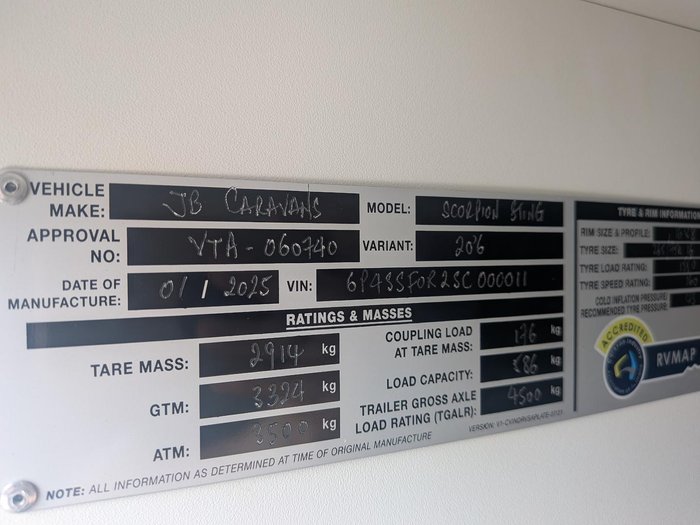 VEHICLE MAKE: JB CARAVANS MODEL: SCORPION STING
APPROVAL NO: VTA-060740 VARIANT: 20'6
DATE OF MANUFACTURE: 01 / 2025 VIN: 6P4SSF0R2SC000011
RATINGS & MASSES
TARE MASS: 2914 kg
GTM: 3324 kg
ATM: 3500 kg
COUPLING LOAD AT TARE MASS: 176 kg
LOAD CAPACITY: 586 kg
TRAILER GROSS AXLE LOAD RATING (TGALR): 4500 kg
NOTE: ALL INFORMATION AS DETERMINED AT TIME OF ORIGINAL MANUFACTURE
TYRE & RIM INFORMATION
RIM SIZE & PROFILE:
TYRE SIZE:
TYRE LOAD RATING:
TYRE SPEED RATING:
COLD INFLATION PRESSURE/
RECOMMENDED TYRE PRESSURE:
ACCREDITED
RVMAP